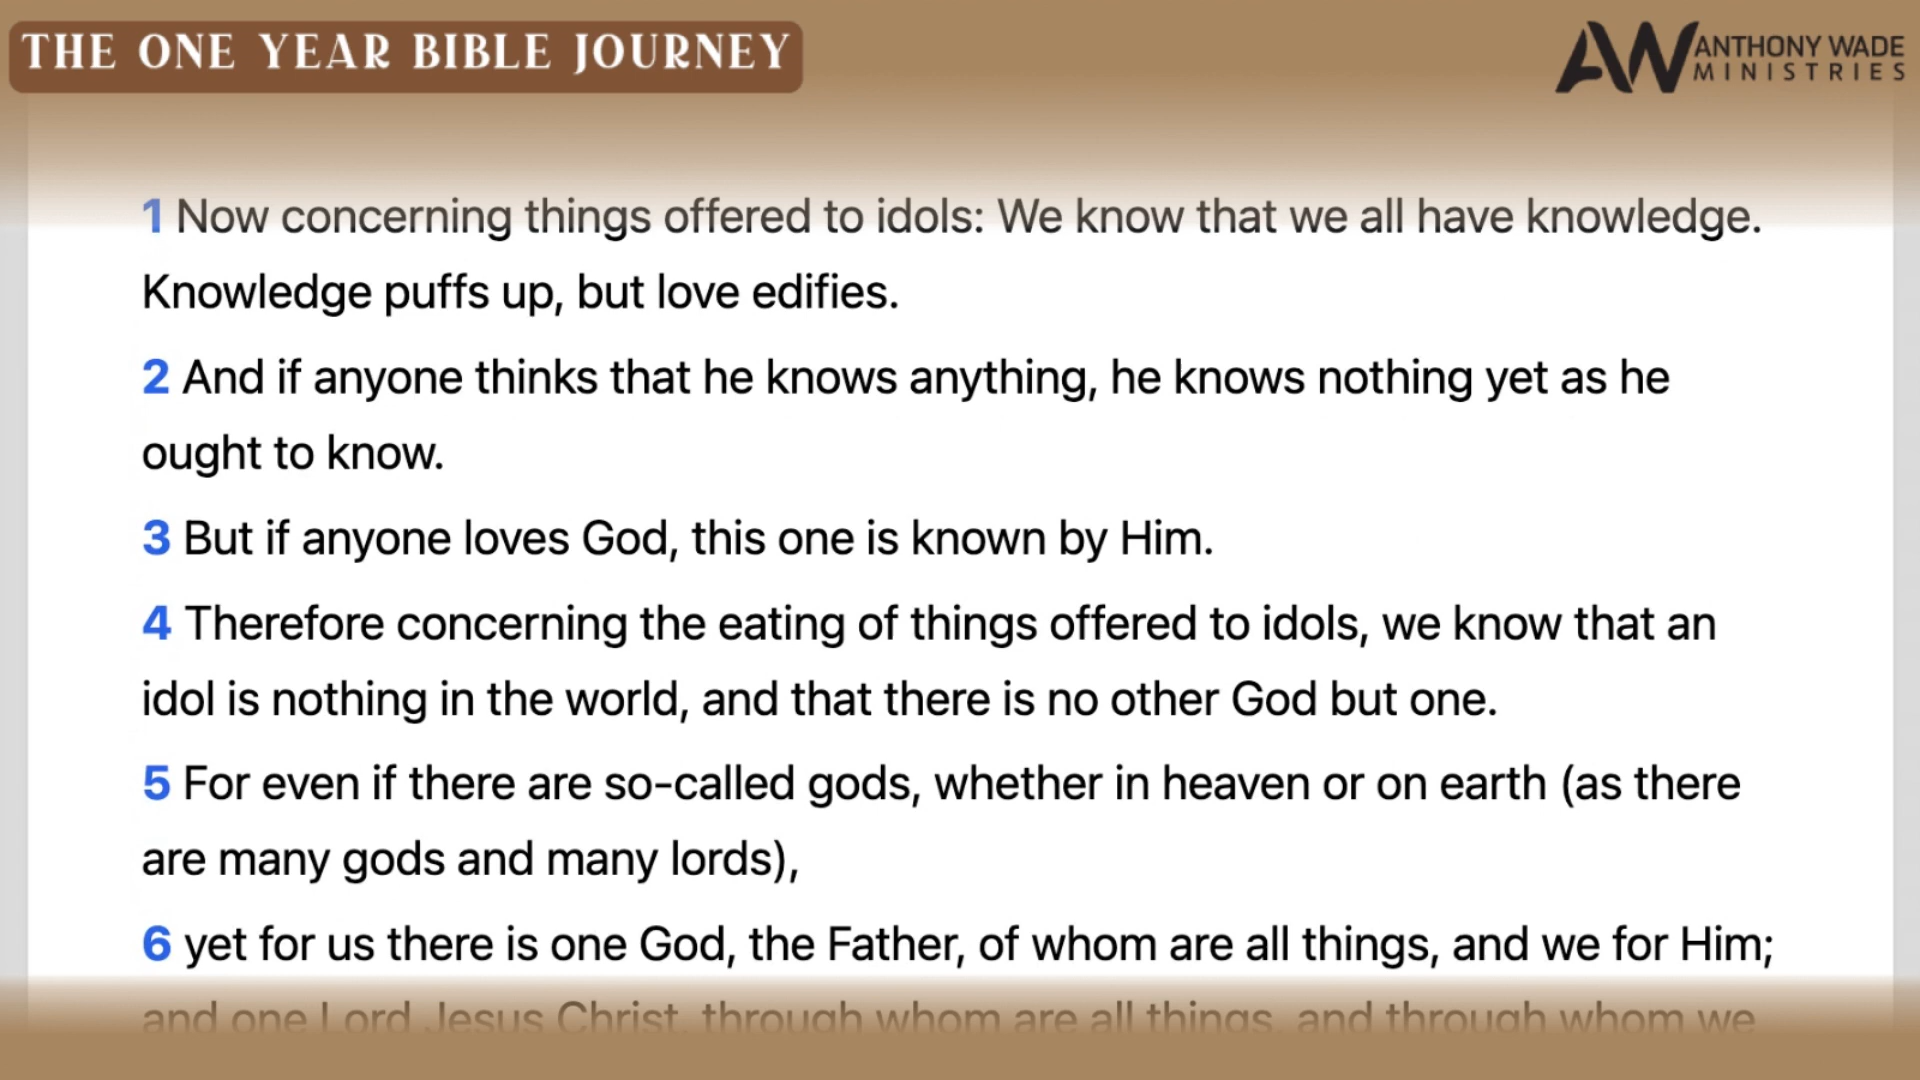 THE ONE YEAR BIBLE JOURNEY
ANTHONY WADE
MINISTRIES
1 Now concerning things offered to idols: We know that we all have knowledge.
Knowledge puffs up, but love edifies.
2 And if anyone thinks that he knows anything, he knows nothing yet as he
ought to know.
3 But if anyone loves God, this one is known by Him.
4 Therefore concerning the eating of things offered to idols, we know that an
idol is nothing in the world, and that there is no other God but one.
5 For even if there are so-called gods, whether in heaven or on earth (as there
are many gods and many lords),
6 yet for us there is one God, the Father, of whom are all things, and we for Him;
and one Lord Jesus Christ, through whom are all things, and through whom we